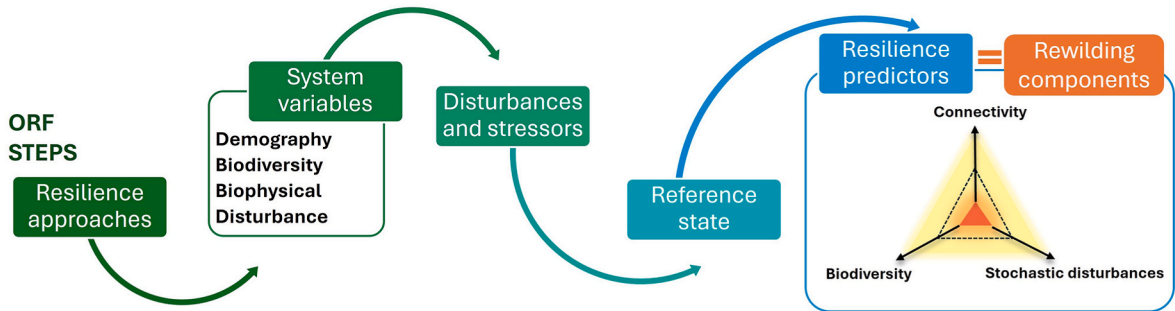 ORF
STEPS
Resilience
approaches
System
variables
Demography
Biodiversity
Biophysical
Disturbance
Disturbances
and stressors
Reference
state
Resilience
predictors
=
Rewilding
components
Connectivity
Biodiversity
Stochastic disturbances